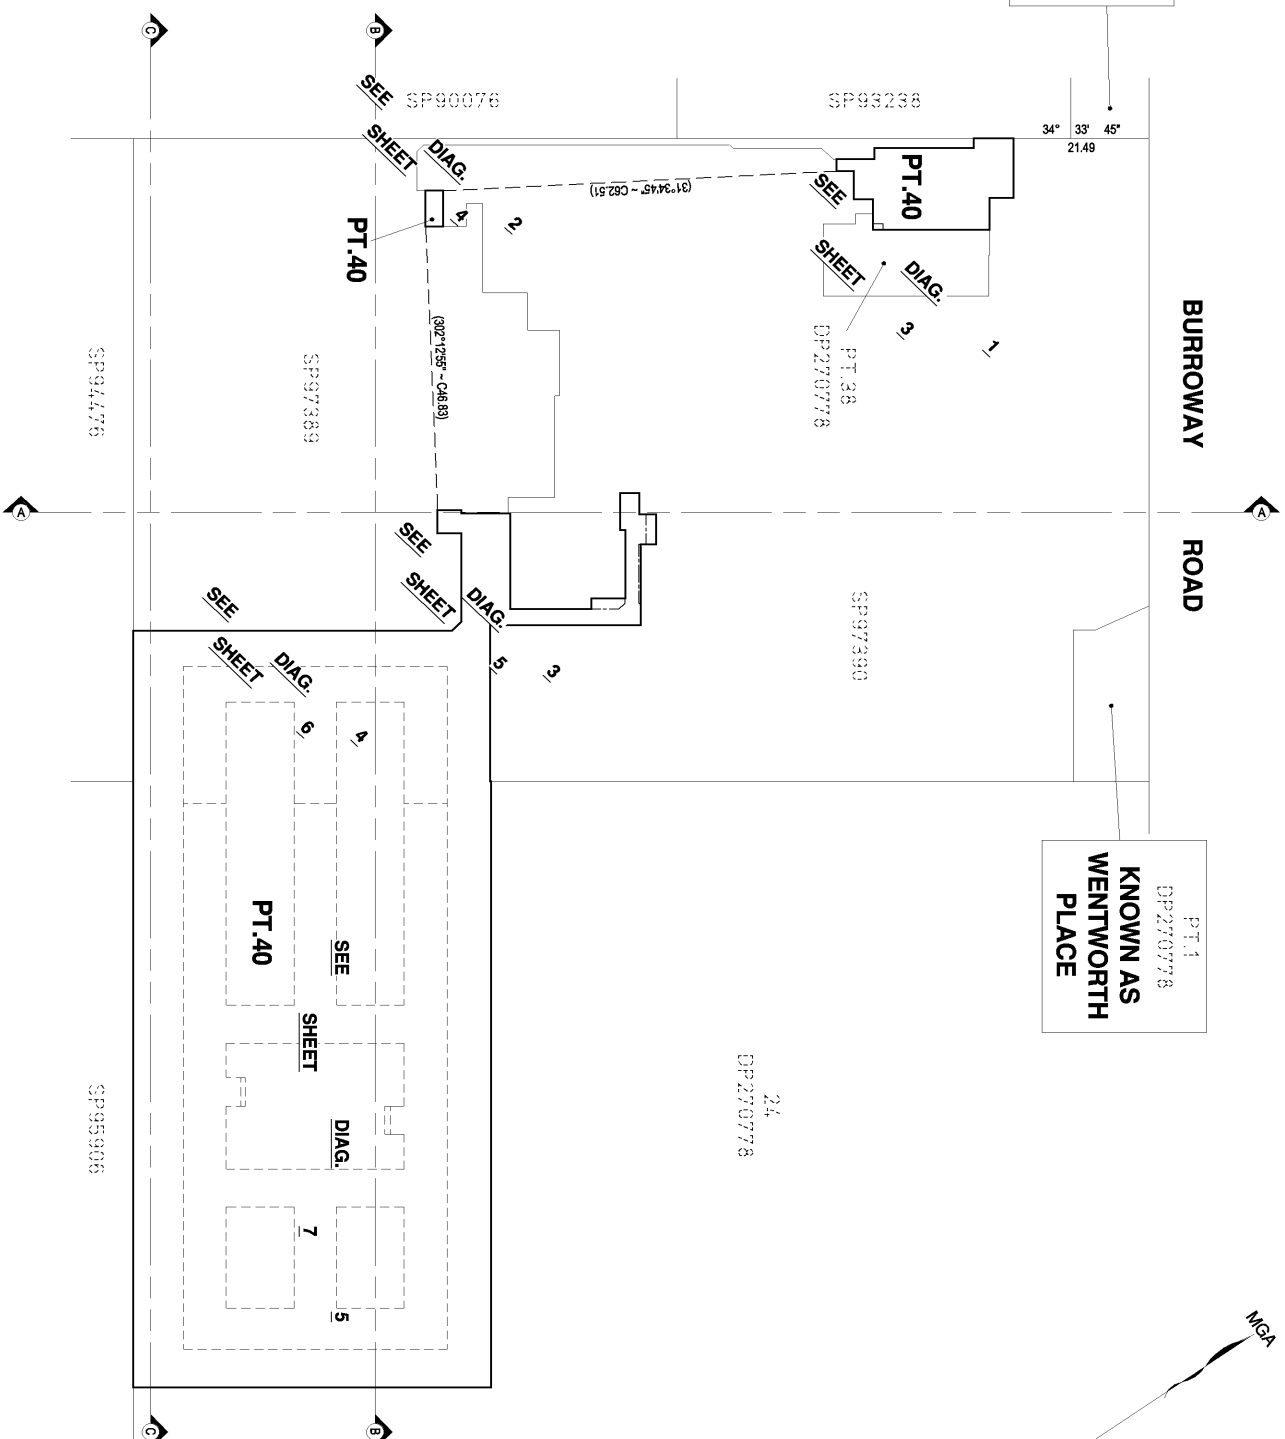 C
B
SEE
SHEET
DIAG.
4
2
SP90076
SP93238
34° 33' 45"
21.49
(31°34'45" ~ C62.51)
PT.40
SEE
SHEET
DIAG.
3
1
PT.40
PT.38
DP270778
BURROWAY
ROAD
(302°12'55" ~ C46.83)
SP94476
SP97389
A
A
SEE
SHEET
DIAG.
5
3
SP97390
SEE
SHEET
DIAG.
6
4
PT.1
DP270778
KNOWN AS
WENTWORTH
PLACE
PT.40
SEE
SHEET
DIAG.
7
5
24
DP270778
SP95906
MGA
C
B